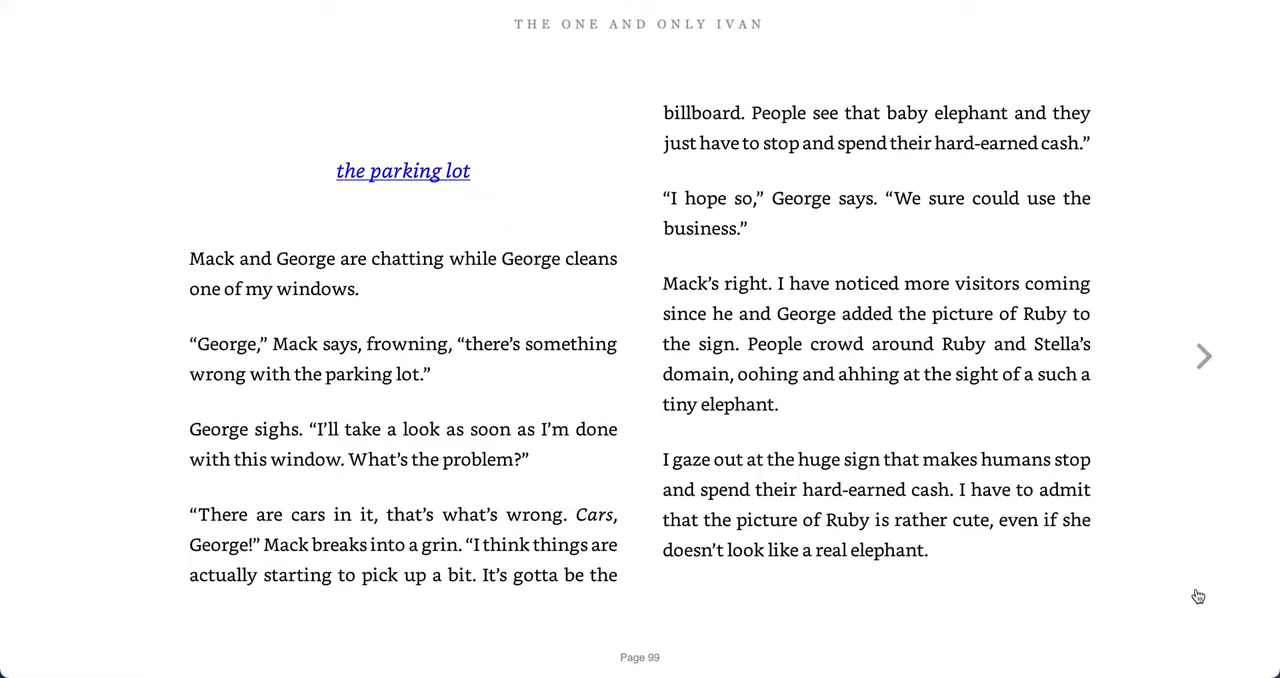 THE ONE AND ONLY IVAN
the parking lot
Mack and George are chatting while George cleans
one of my windows.
“George,” Mack says, frowning, “there’s something
wrong with the parking lot.”
George sighs. “I’ll take a look as soon as I’m done
with this window. What’s the problem?”
“There are cars in it, that’s what’s wrong. Cars,
George!” Mack breaks into a grin. “I think things are
actually starting to pick up a bit. It’s gotta be the
billboard. People see that baby elephant and they
just have to stop and spend their hard-earned cash.”
“I hope so,” George says. “We sure could use the
business.”
Mack’s right. I have noticed more visitors coming
since he and George added the picture of Ruby to
the sign. People crowd around Ruby and Stella’s
domain, oohing and ahhing at the sight of a such a
tiny elephant.
I gaze out at the huge sign that makes humans stop
and spend their hard-earned cash. I have to admit
that the picture of Ruby is rather cute, even if she
doesn’t look like a real elephant.
Page 99